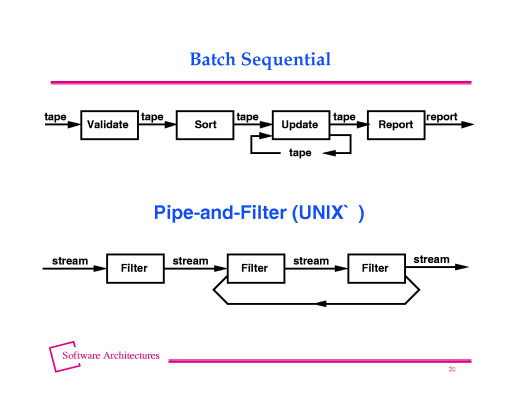 Batch Sequential
tape
Validate
tape
Sort
tape
Update
tape
Report
report
tape
Pipe-and-Filter (UNIX` )
stream
Filter
stream
Filter
stream
Filter
stream
Software Architectures
20